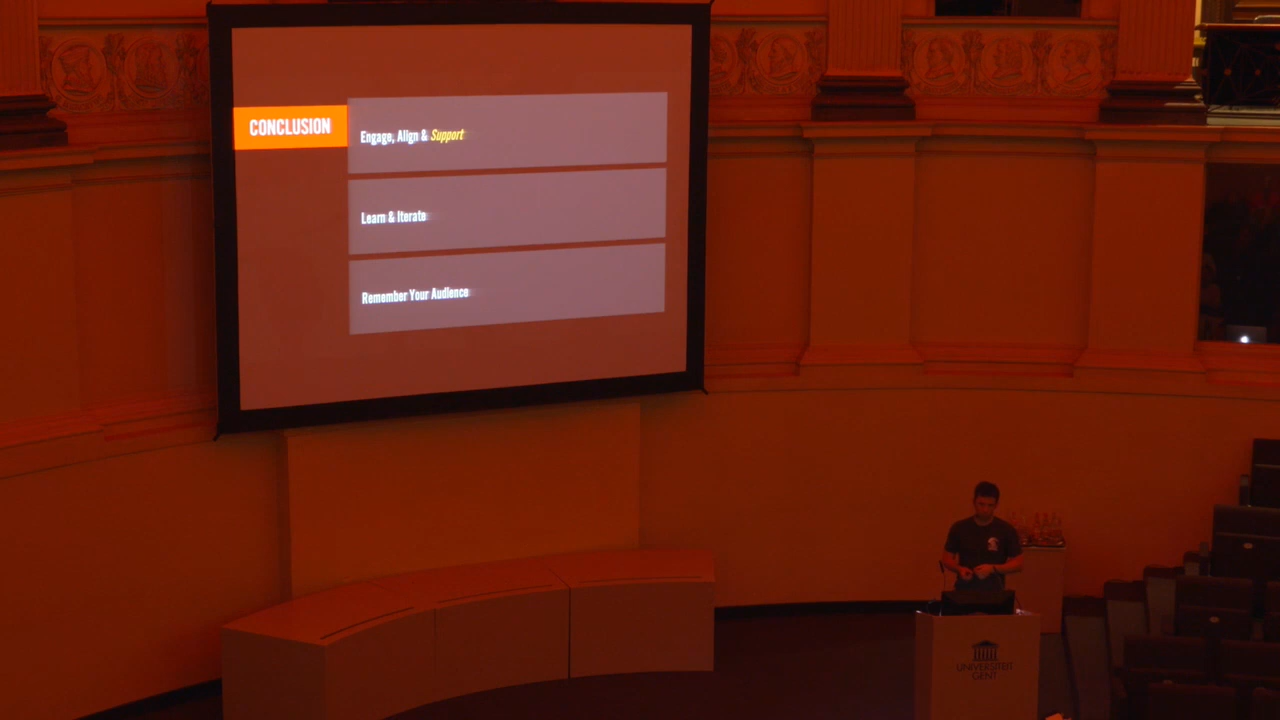 CONCLUSION
Engage, Align & Support
Learn & Iterate
Remember Your Audience
UNIVERSITEIT
GENT